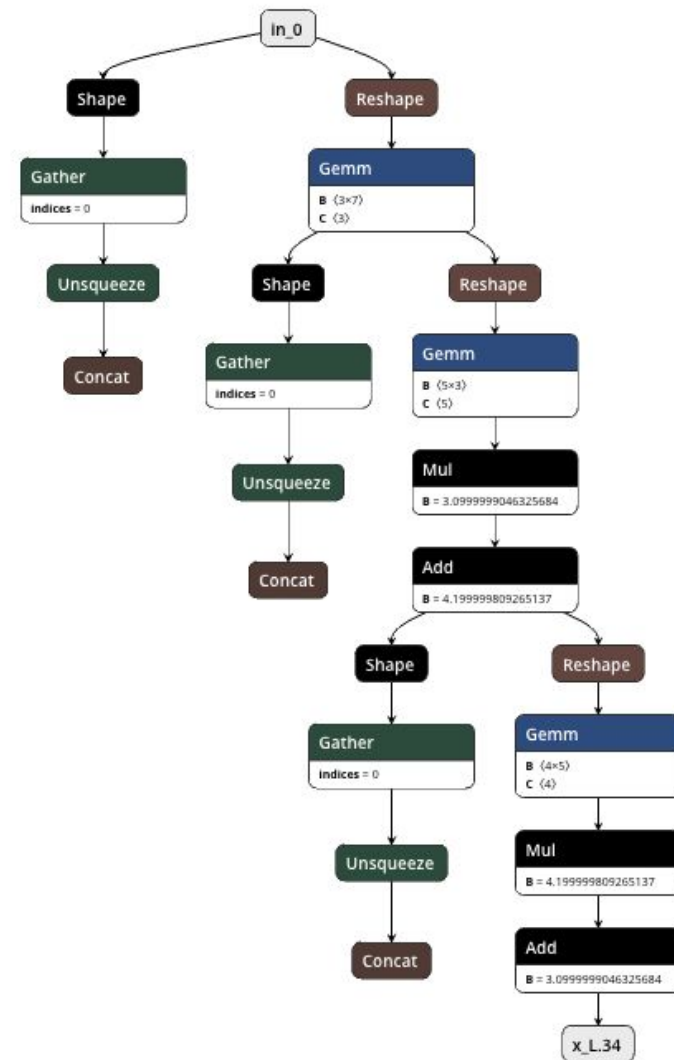 in_0
Shape
Reshape
Gather
indices = 0
Gemm
B ⟨3×7⟩
C ⟨3⟩
Unsqueeze
Shape
Reshape
Concat
Gather
indices = 0
Gemm
B ⟨5×3⟩
C ⟨5⟩
Unsqueeze
Mul
B = 3.0999999046325684
Concat
Add
B = 4.199999809265137
Shape
Reshape
Gather
indices = 0
Gemm
B ⟨4×5⟩
C ⟨4⟩
Unsqueeze
Mul
B = 4.199999809265137
Concat
Add
B = 3.0999999046325684
x_L.34